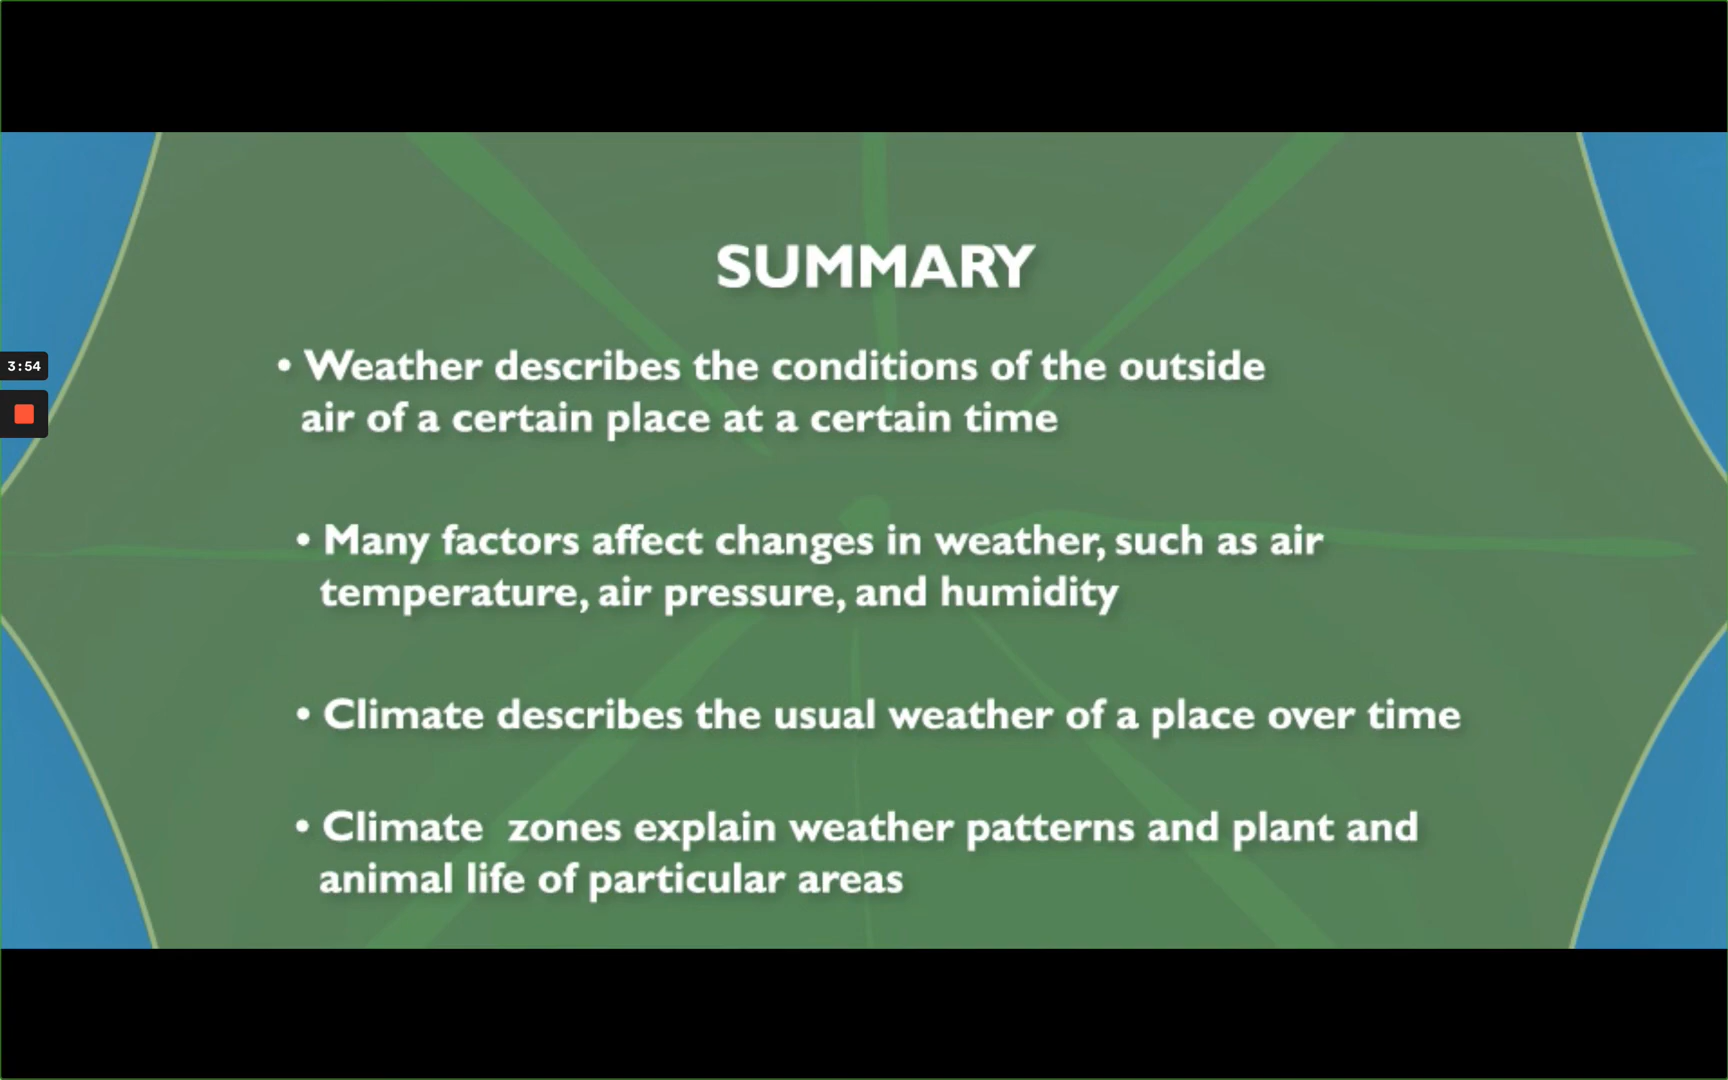 SUMMARY
• Weather describes the conditions of the outside
air of a certain place at a certain time
3:54
• Many factors affect changes in weather, such as air
temperature, air pressure, and humidity
• Climate describes the usual weather of a place over time
• Climate  zones explain weather patterns and plant and
animal life of particular areas